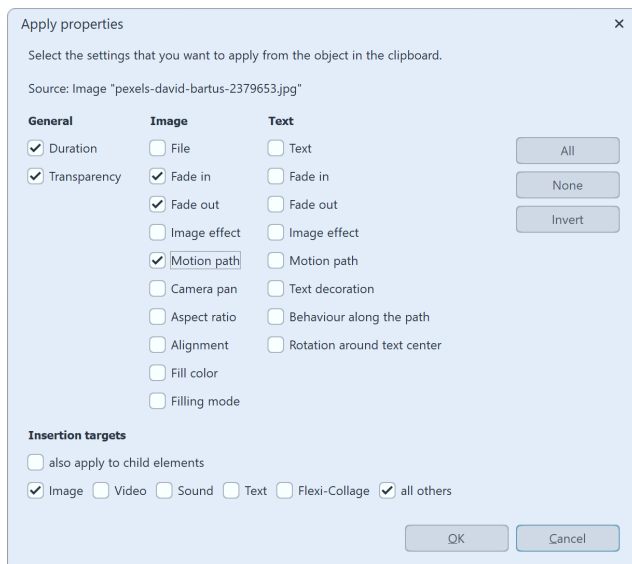 Apply properties
Select the settings that you want to apply from the object in the clipboard.
Source: Image "pexels-david-bartus-2379653.jpg"
General Image Text
Duration File Text All
Transparency Fade in Fade in None
Fade out Fade out Invert
Image effect Image effect
Motion path Motion path
Camera pan Text decoration
Aspect ratio Behaviour along the path
Alignment Rotation around text center
Fill color
Filling mode
Insertion targets
also apply to child elements
Image Video Sound Text Flexi-Collage all others
OK Cancel